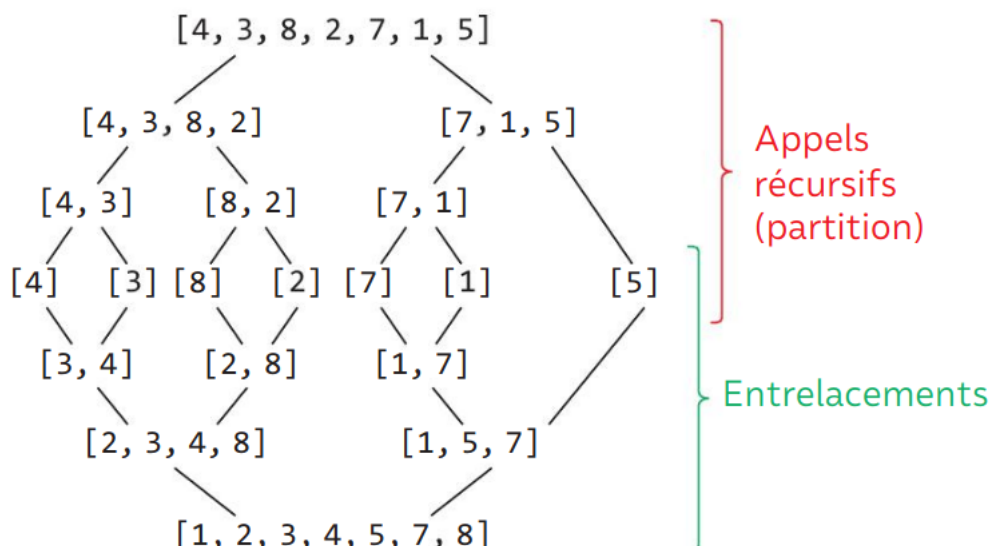 [4, 3, 8, 2, 7, 1, 5]
[4, 3, 8, 2] [7, 1, 5]
[4, 3] [8, 2] [7, 1]
[4] [3] [8] [2] [7] [1] [5]
[3, 4] [2, 8] [1, 7]
[2, 3, 4, 8] [1, 5, 7]
[1, 2, 3, 4, 5, 7, 8]
Appels
récursifs
(partition)
Entrelacements